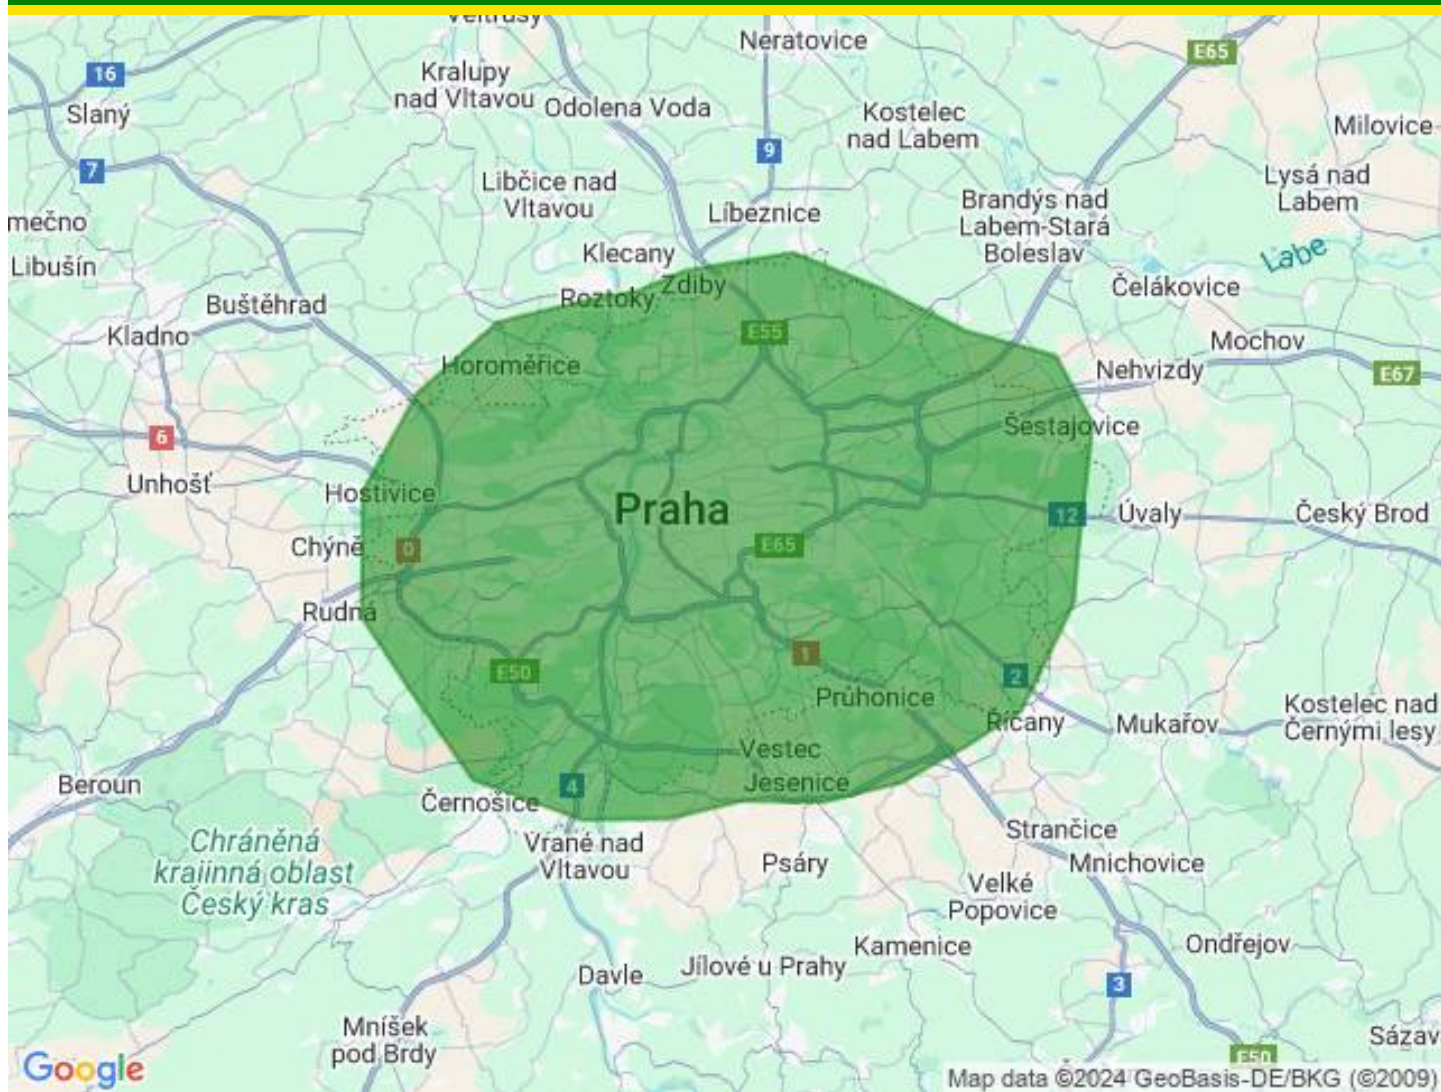 Veltrusy
Neratovice
E65
16
Kralupy
nad Vltavou
Odolena Voda
Slaný
Kostelec
nad Labem
Milovice
9
7
Libčice nad
Vltavou
Lysá nad
Labem
Brandýs nad
Labem-Stará
Boleslav
Líbeznice
mečno
Klecany
Labe
Libušín
Zdiby
Čelákovice
Roztoky
Buštěhrad
E55
Kladno
Mochov
Horoměřice
Nehvizdy
E67
Šestajovice
6
Unhošť
Hostivice
Praha
12
Úvaly
Český Brod
Chýně
0
E65
Rudná
1
E50
2
Průhonice
Kostelec nad
Černými lesy
Říčany
Mukařov
Vestec
Beroun
4
Jesenice
Černošice
Strančice
Chráněná
kraiinná oblast
Český kras
Vrané nad
Vltavou
Psáry
Mnichovice
Velké
Popovice
Kamenice
Ondřejov
Davle
Jílové u Prahy
3
Mníšek
pod Brdy
Sázav
E50
Google
Map data ©2024 GeoBasis-DE/BKG (©2009)